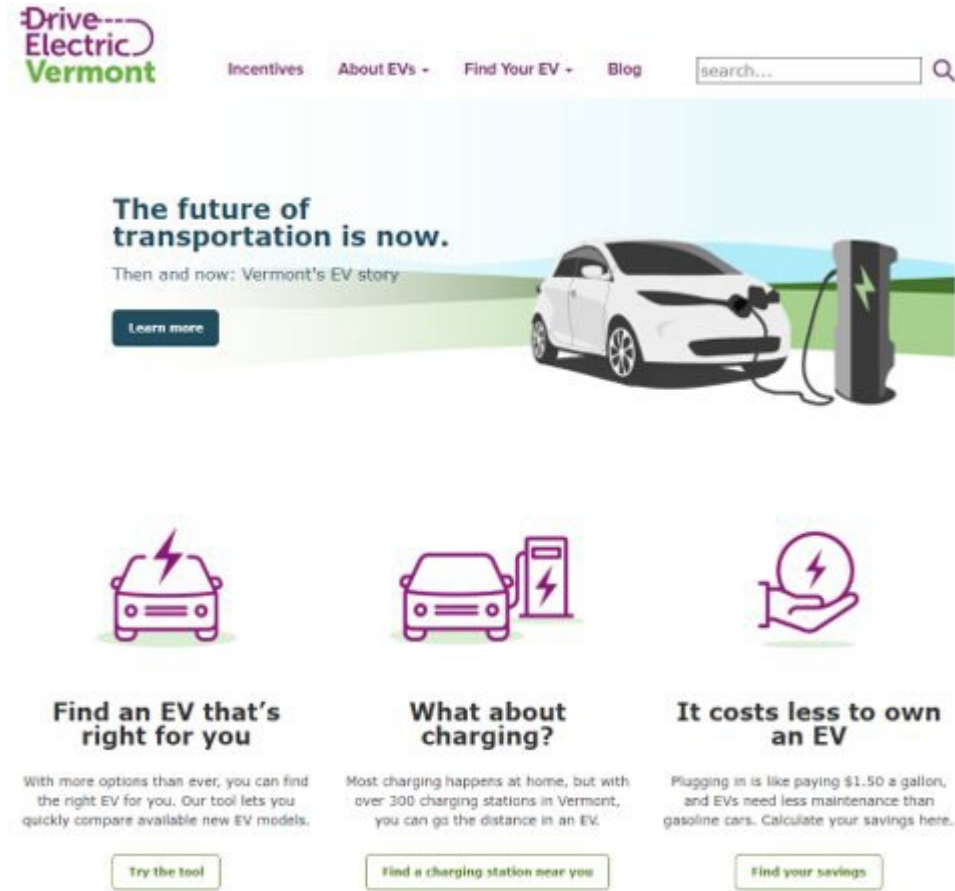 Drive
Electric
Vermont
Incentives
About EVs
Find Your EV
Blog
search...
The future of
transportation is now.
Then and now: Vermont's EV story
Learn more
Find an EV that's
right for you
With more options than ever, you can find
the right EV for you. Our tool lets you
quickly compare available new EV models.
Try the tool
What about
charging?
Most charging happens at home, but with
over 300 charging stations in Vermont,
you can go the distance in an EV.
Find a charging station near you
It costs less to own
an EV
Plugging in is like paying $1.50 a gallon,
and EVs need less maintenance than
gasoline cars. Calculate your savings here.
Find your savings